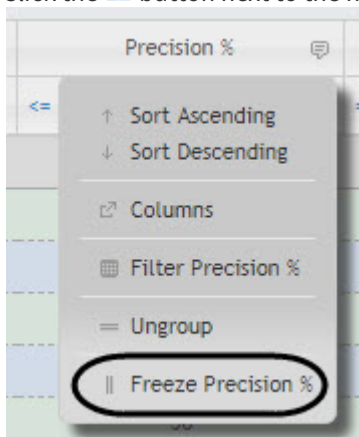 Precision %
<=
Sort Ascending
Sort Descending
Columns
Filter Precision %
Ungroup
Freeze Precision %